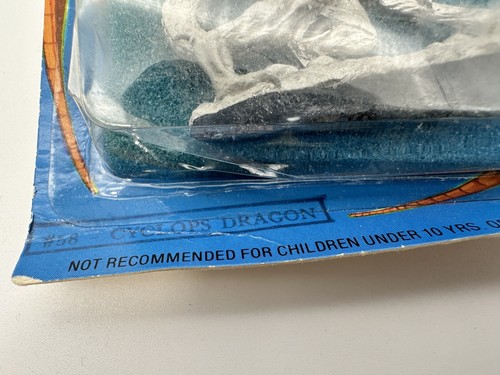 #58 CYCLOPS DRAGON
NOT RECOMMENDED FOR CHILDREN UNDER 10 YRS.